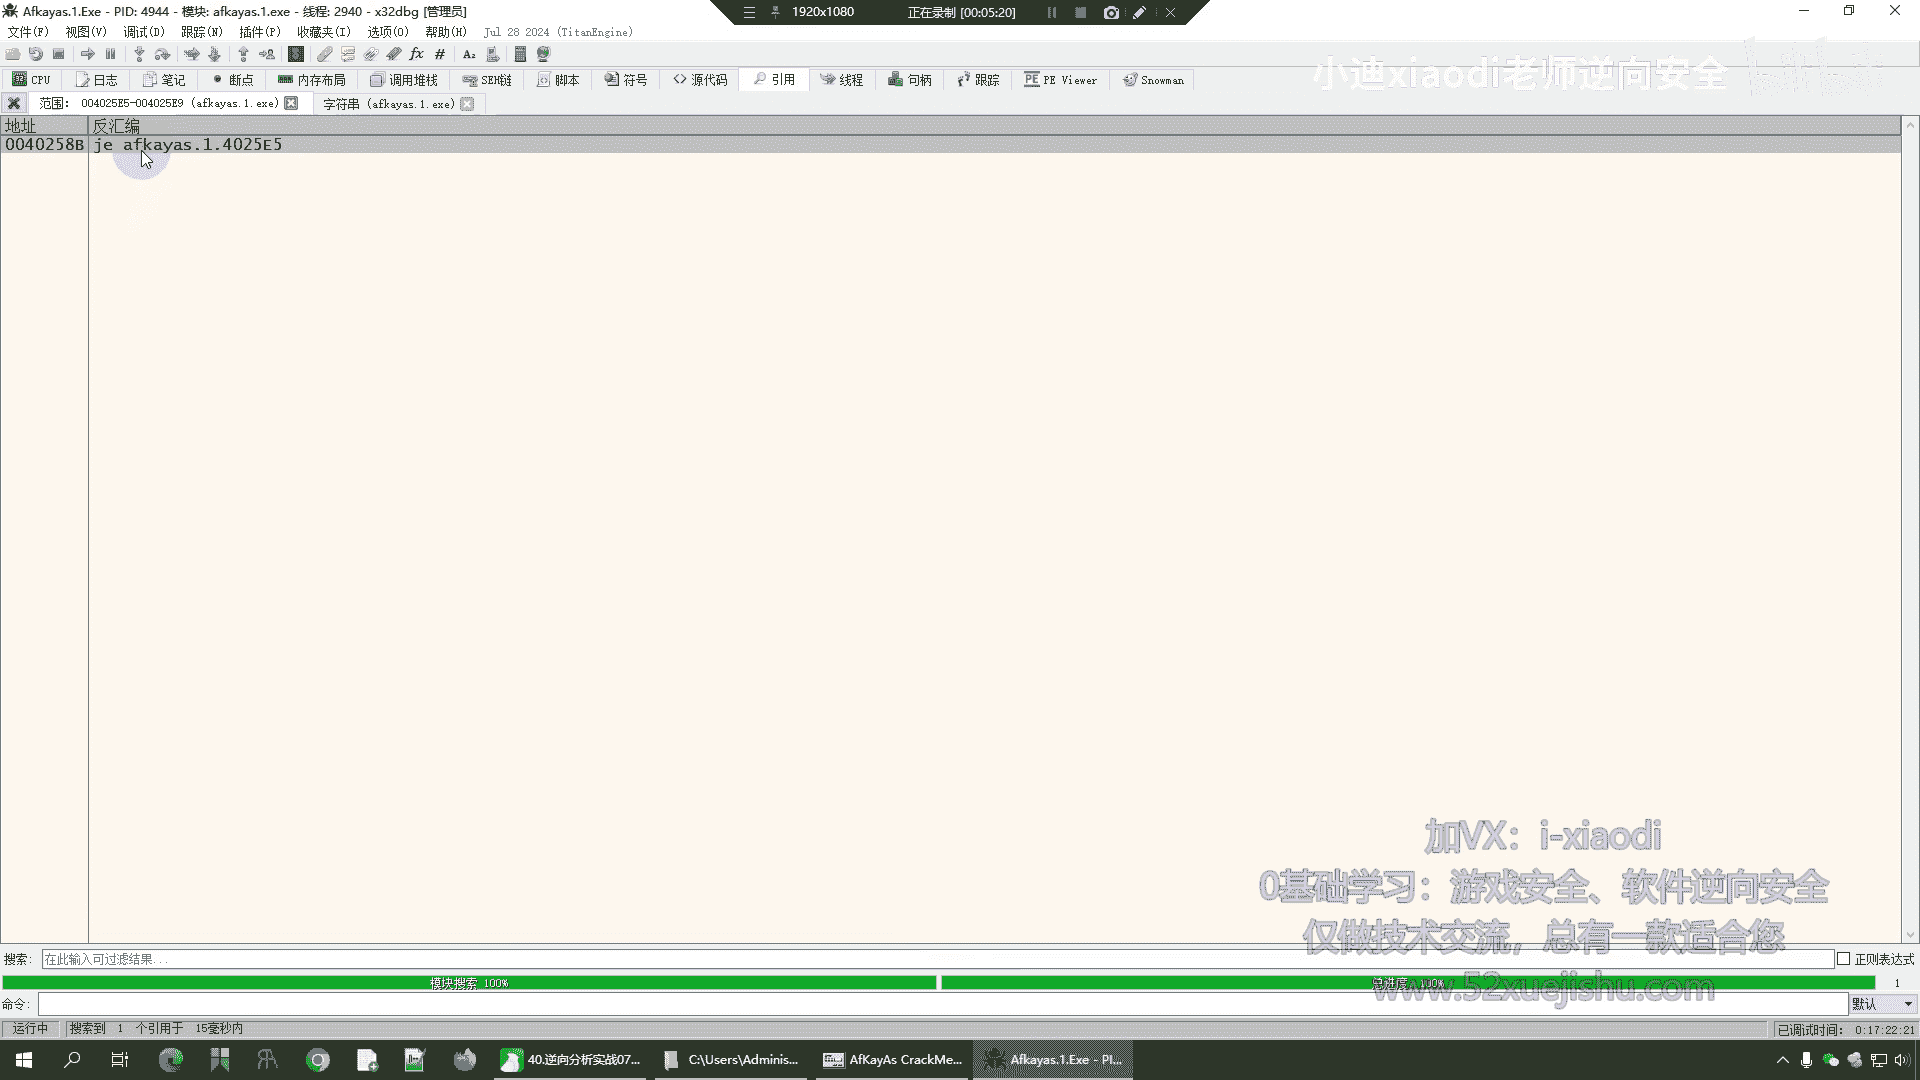 Afkayas.1.Exe - PID: 4944 - 模块: afkayas.1.exe - 线程: 2940 - x32dbg [管理员]
1920x1080 正在录制 [00:05:20]
文件(F) 视图(V) 调试(D) 跟踪(N) 插件(P) 收藏夹(I) 选项(O) 帮助(H) Jul 28 2024 (TitanEngine)
CPU 日志 笔记 断点 内存布局 调用堆栈 SEH链 脚本 符号 源代码 引用 线程 句柄 跟踪 PE Viewer Snowman
小迪xiaodi老师逆向安全
范围: 004025E5-004025E9 (afkayas.1.exe) 字符串 (afkayas.1.exe)
地址 反汇编
0040258B je afkayas.1.4025E5
加VX：i-xiaodi
0基础学习：游戏安全、软件逆向安全
仅做技术交流，总有一款适合您
www.52xuejishu.com
搜索: 在此输入可过滤结果... 正则表达式
模块搜索 100% 总进度 100% 1
命令: 默认
运行中 搜索到 1 个引用于 15毫秒内 已调试时间: 0:17:22:21
40.逆向分析实战07... C:\Users\Adminis... AfKayAs CrackMe... Afkayas.1.Exe - PI...